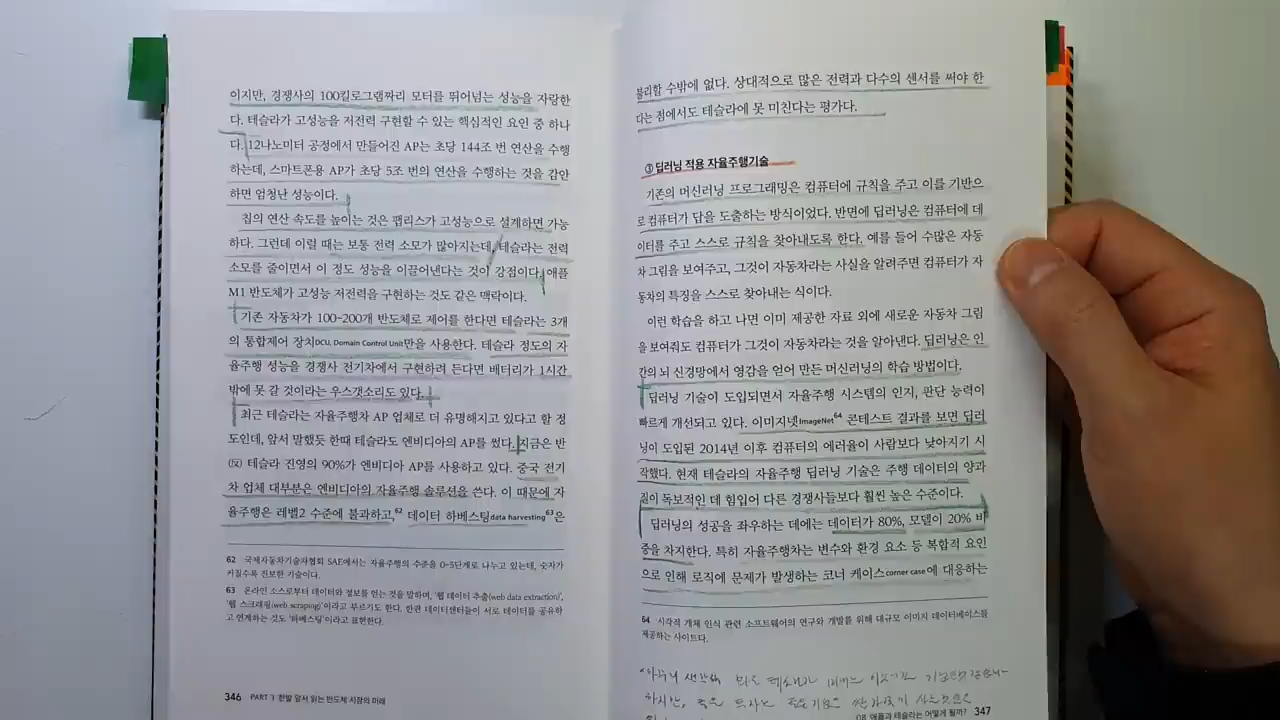 이지만, 경쟁사의 100킬로그램짜리 모터를 뛰어넘는 성능을 자랑한
다. 테슬라가 고성능을 저전력 구현할 수 있는 핵심적인 요인 중 하나
다. 12나노미터 공정에서 만들어진 AP는 초당 144조 번 연산을 수행
하는데, 스마트폰용 AP가 초당 5조 번의 연산을 수행하는 것을 감안
하면 엄청난 성능이다.
칩의 연산 속도를 높이는 것은 팹리스가 고성능으로 설계하면 가능
하다. 그런데 이럴 때는 보통 전력 소모가 많아지는데, 테슬라는 전력
소모를 줄이면서 이 정도 성능을 이끌어낸다는 것이 강점이다. 애플
M1 반도체가 고성능 저전력을 구현하는 것도 같은 맥락이다.
기존 자동차가 100-200개 반도체로 제어를 한다면 테슬라는 3개
의 통합제어 장치DCU, Domain Control Unit만을 사용한다. 테슬라 정도의 자
율주행 성능을 경쟁사 전기차에서 구현하려 든다면 배터리가 1시간
밖에 못 갈 것이라는 우스갯소리도 있다.
최근 테슬라는 자율주행차 AP 업체로 더 유명해지고 있다고 할 정
도인데, 앞서 말했듯 한때 테슬라도 엔비디아의 AP를 썼다. 지금은 반
(反) 테슬라 진영의 90%가 엔비디아 AP를 사용하고 있다. 중국 전기
차 업체 대부분은 엔비디아의 자율주행 솔루션을 쓴다. 이 때문에 자
율주행은 레벨2 수준에 불과하고,62 데이터 하베스팅data harvesting63은
62 국제자동차기술자협회 SAE에서는 자율주행의 수준을 0~5단계로 나누고 있는데, 숫자가
커질수록 진보한 기술이다.
63 온라인 소스로부터 데이터와 정보를 얻는 것을 말하며, '웹 데이터 추출(web data extraction)',
'웹 스크래핑(web scraping)'이라고 부르기도 한다. 한편 데이터센터들이 서로 데이터를 공유하
고 연계하는 것도 '하베스팅'이라고 표현한다.
346 PART 3 한발 앞서 읽는 반도체 시장의 미래
불리할 수밖에 없다. 상대적으로 많은 전력과 다수의 센서를 써야 한
다는 점에서도 테슬라에 못 미친다는 평가다.
③ 딥러닝 적용 자율주행기술
기존의 머신러닝 프로그래밍은 컴퓨터에 규칙을 주고 이를 기반으
로 컴퓨터가 답을 도출하는 방식이었다. 반면에 딥러닝은 컴퓨터에 데
이터를 주고 스스로 규칙을 찾아내도록 한다. 예를 들어 수많은 자동
차 그림을 보여주고, 그것이 자동차라는 사실을 알려주면 컴퓨터가 자
동차의 특징을 스스로 찾아내는 식이다.
이런 학습을 하고 나면 이미 제공한 자료 외에 새로운 자동차 그림
을 보여줘도 컴퓨터가 그것이 자동차라는 것을 알아낸다. 딥러닝은 인
간의 뇌 신경망에서 영감을 얻어 만든 머신러닝의 학습 방법이다.
딥러닝 기술이 도입되면서 자율주행 시스템의 인지, 판단 능력이
빠르게 개선되고 있다. 이미지넷ImageNet64 콘테스트 결과를 보면 딥러
닝이 도입된 2014년 이후 컴퓨터의 에러율이 사람보다 낮아지기 시
작했다. 현재 테슬라의 자율주행 딥러닝 기술은 주행 데이터의 양과
질이 독보적인 데 힘입어 다른 경쟁사들보다 훨씬 높은 수준이다.
딥러닝의 성공을 좌우하는 데에는 데이터가 80%, 모델이 20% 비
중을 차지한다. 특히 자율주행차는 변수와 환경 요소 등 복합적 요인
으로 인해 로직에 문제가 발생하는 코너 케이스corner case에 대응하는
64 시각적 개체 인식 관련 소프트웨어의 연구와 개발를 위해 대규모 이미지 데이터베이스를
제공하는 사이트다.
08 애플과 테슬라는 어떻게 될까? 347